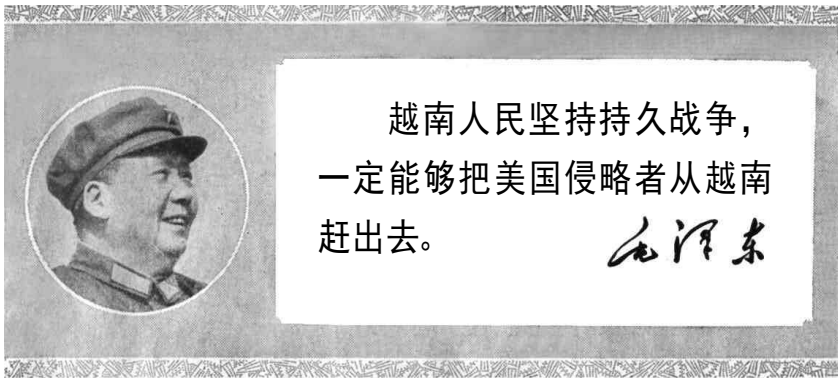 越南人民坚持持久战争，
一定能够把美国侵略者从越南
赶出去。
毛泽东